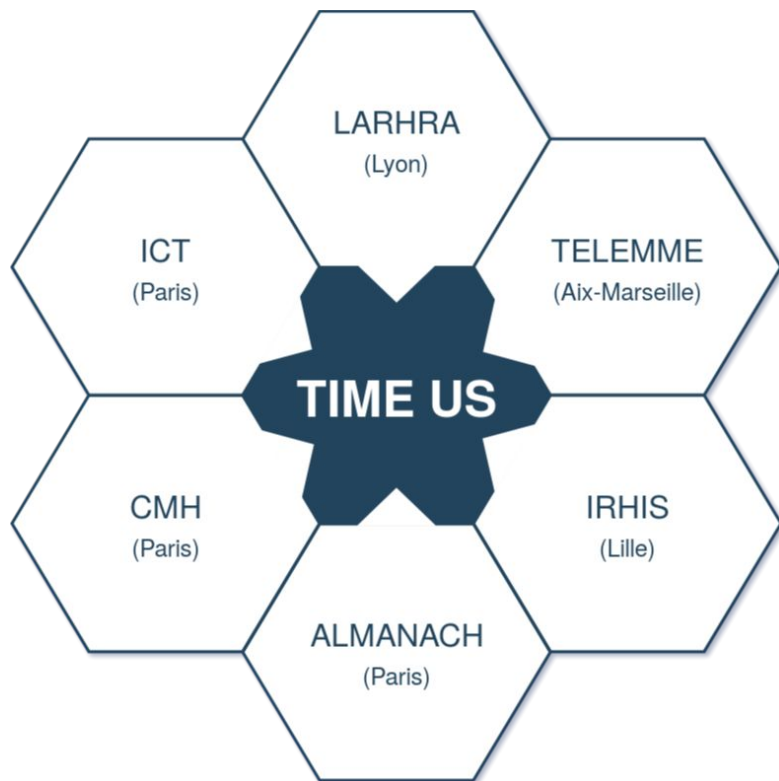 LARHRA
(Lyon)
ICT
(Paris)
TELEMME
(Aix-Marseille)
TIME US
CMH
(Paris)
IRHIS
(Lille)
ALMANACH
(Paris)